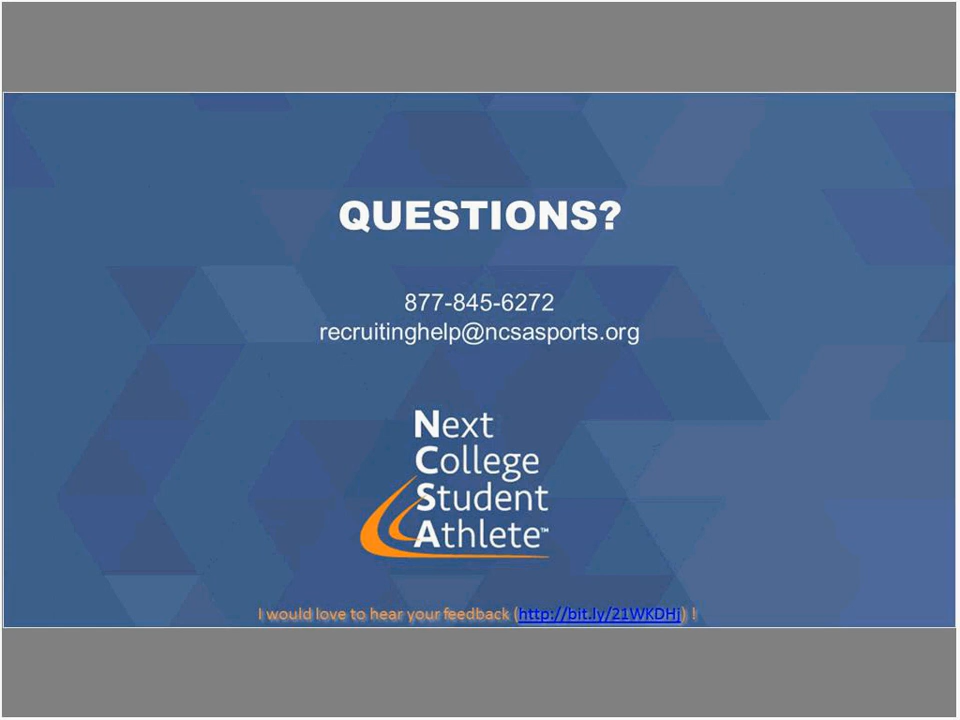 QUESTIONS?
877-845-6272
recruitinghelp@ncsasports.org
Next
College
Student
Athlete™
I would love to hear your feedback (http://bit.ly/21WKDHj) !